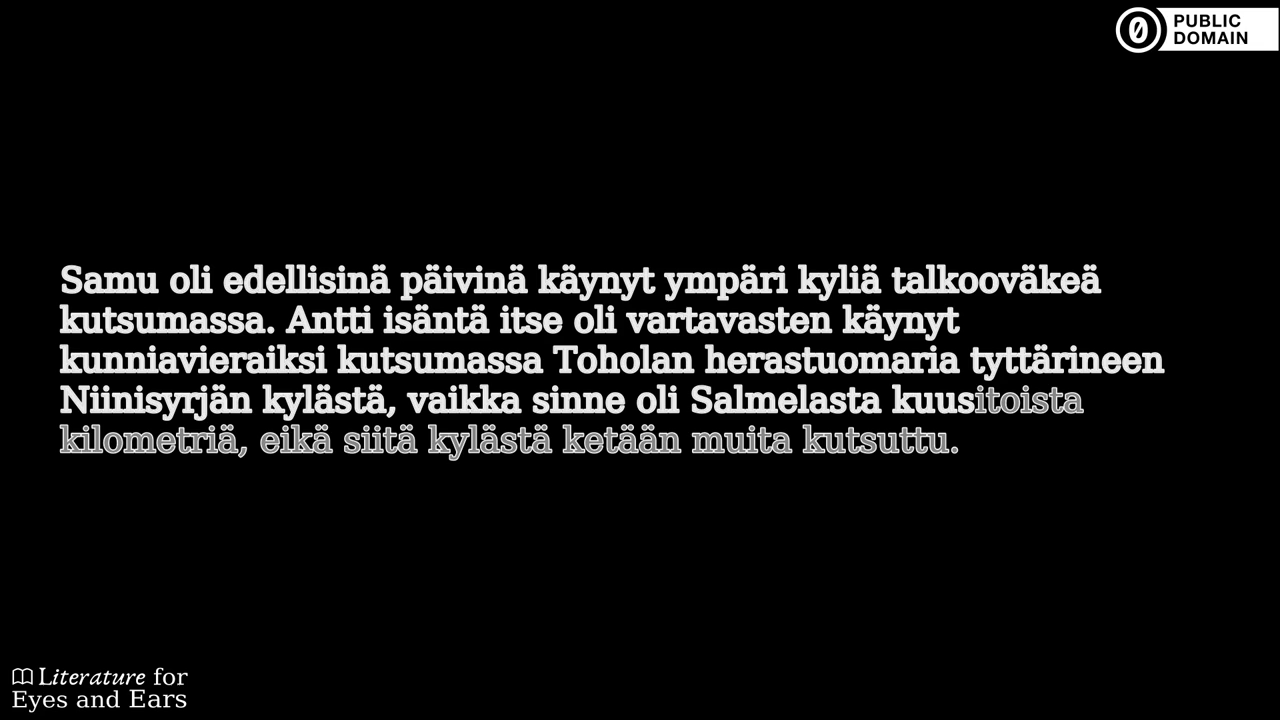 PUBLIC
DOMAIN
Samu oli edellisinä päivinä käynyt ympäri kyliä talkooväkeä
kutsumassa. Antti isäntä itse oli vartavasten käynyt
kunniavieraiksi kutsumassa Toholan herastuomaria tyttärineen
Niinisyrjän kylästä, vaikka sinne oli Salmelasta kuusitoista
kilometriä, eikä siitä kylästä ketään muita kutsuttu.
Literature for
Eyes and Ears